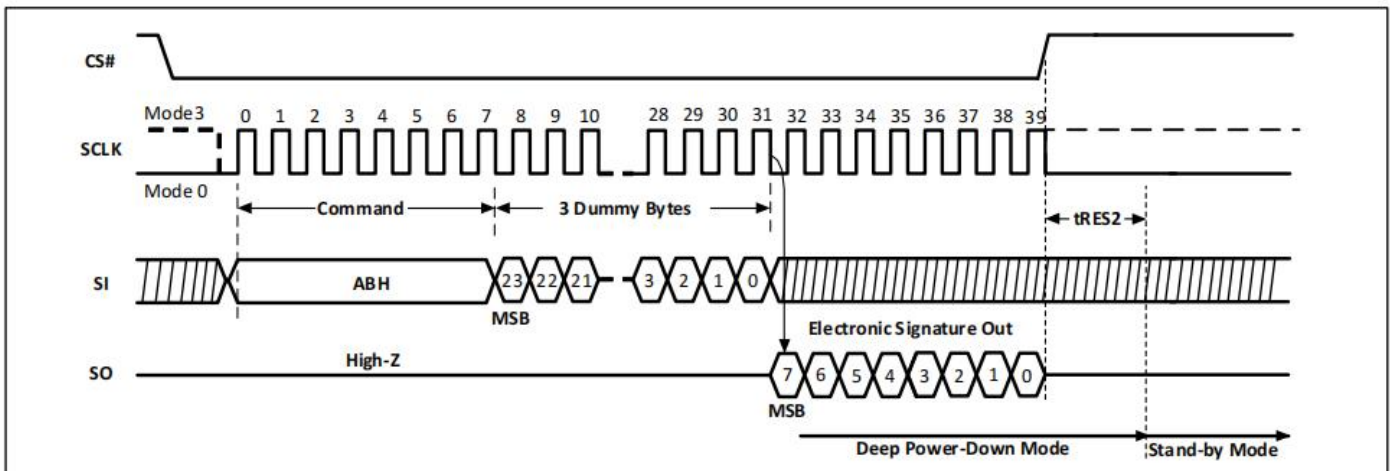 CS#
Mode3
0 1 2 3 4 5 6 7 8 9 10 28 29 30 31 32 33 34 35 36 37 38 39
SCLK
Mode 0
Command
3 Dummy Bytes
tRES2
SI
ABH
23 22 21 3 2 1 0
MSB
Electronic Signature Out
High-Z
SO
7 6 5 4 3 2 1 0
MSB
Deep Power-Down Mode
Stand-by Mode